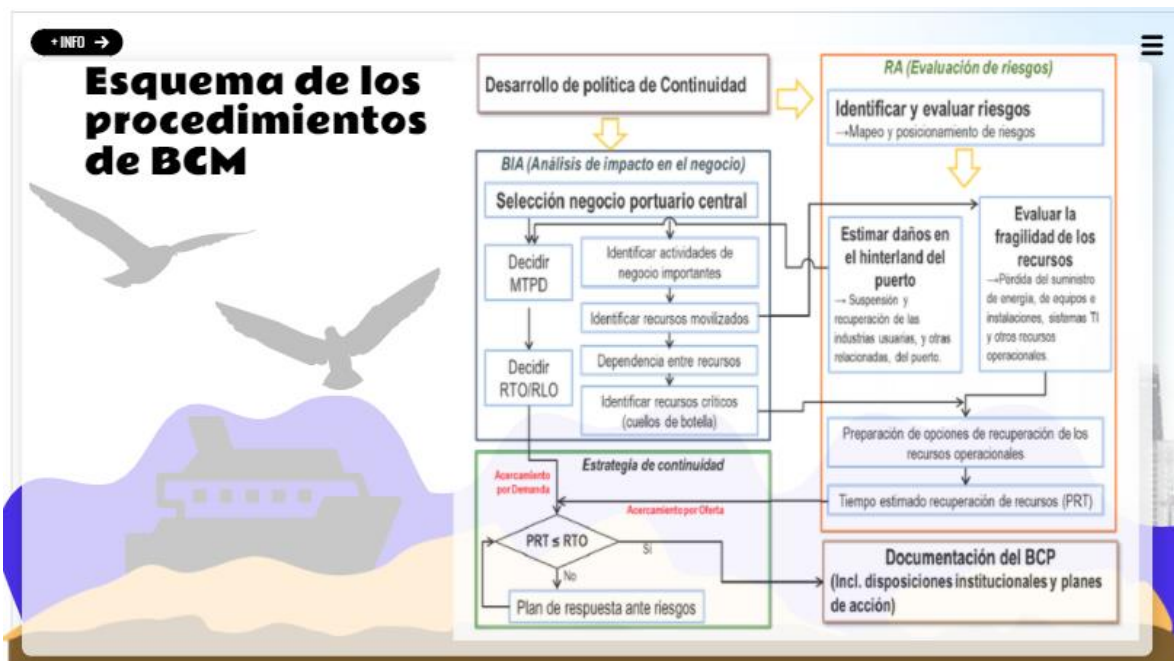 + INFO →
Esquema de los
procedimientos
de BCM
Desarrollo de política de Continuidad
BIA (Análisis de impacto en el negocio)
Selección negocio portuario central
Decidir
MTPD
Decidir
RTO/RLO
Identificar actividades de
negocio importantes
Identificar recursos movilizados
Dependencia entre recursos
Identificar recursos críticos
(cuellos de botella)
RA (Evaluación de riesgos)
Identificar y evaluar riesgos
→Mapeo y posicionamiento de riesgos
Estimar daños en
el hinterland del
puerto
→ Suspensión y
recuperación de las
industrias usuarias, y otras
relacionadas, del puerto.
Evaluar la
fragilidad de los
recursos
→Pérdida del suministro
de energía, de equipos e
instalaciones, sistemas TI
y otros recursos
operacionales.
Preparación de opciones de recuperación de los
recursos operacionales
Tiempo estimado recuperación de recursos (PRT)
Estrategia de continuidad
Acercamiento
por Demanda
Acercamiento por Oferta
PRT ≤ RTO
Sí
No
Plan de respuesta ante riesgos
Documentación del BCP
(Incl. disposiciones institucionales y planes
de acción)